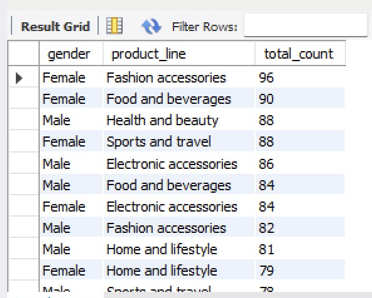 Result Grid Filter Rows:
gender product_line total_count
Female Fashion accessories 96
Female Food and beverages 90
Male Health and beauty 88
Female Sports and travel 88
Male Electronic accessories 86
Male Food and beverages 84
Female Electronic accessories 84
Male Fashion accessories 82
Male Home and lifestyle 81
Female Home and lifestyle 79
Male Sports and travel 78